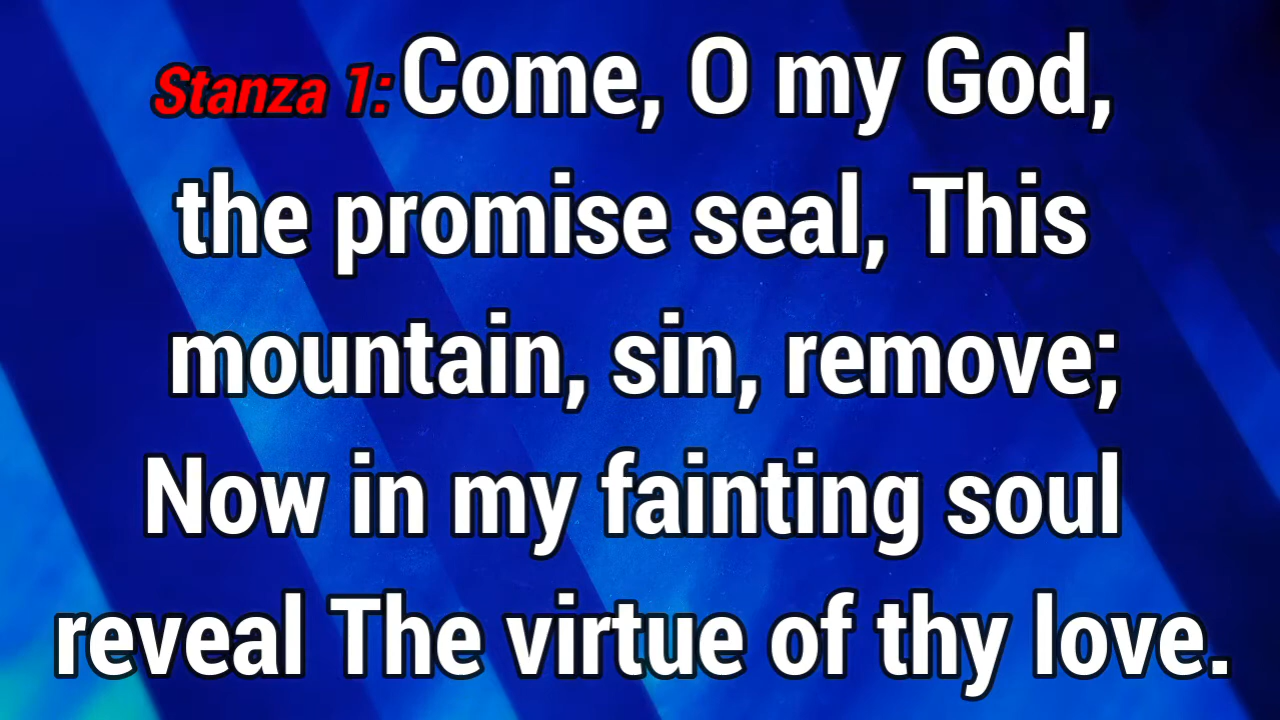 Stanza 1: Come, O my God,
the promise seal, This
mountain, sin, remove;
Now in my fainting soul
reveal The virtue of thy love.